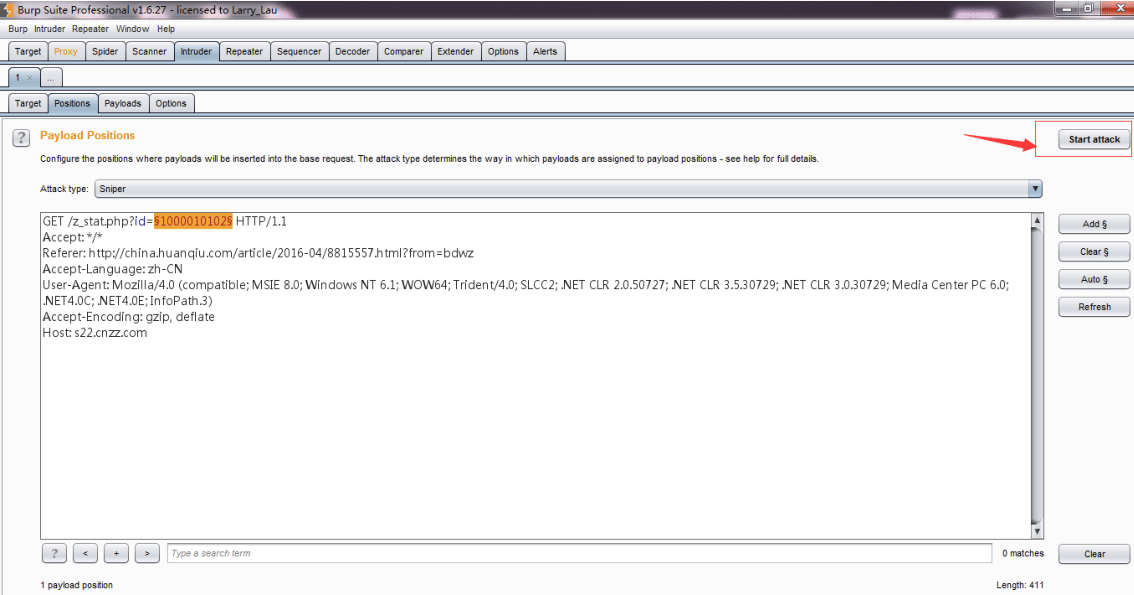 Burp Suite Professional v1.6.27 - licensed to Larry_Lau
Burp Intruder Repeater Window Help
Target Proxy Spider Scanner Intruder Repeater Sequencer Decoder Comparer Extender Options Alerts
1 × ...
Target Positions Payloads Options
? Payload Positions
Start attack
Configure the positions where payloads will be inserted into the base request. The attack type determines the way in which payloads are assigned to payload positions - see help for full details.
Attack type: Sniper
GET /z_stat.php?id=§1000010102§ HTTP/1.1
Accept: */*
Referer: http://china.huanqiu.com/article/2016-04/8815557.html?from=bdwz
Accept-Language: zh-CN
User-Agent: Mozilla/4.0 (compatible; MSIE 8.0; Windows NT 6.1; WOW64; Trident/4.0; SLCC2; .NET CLR 2.0.50727; .NET CLR 3.5.30729; .NET CLR 3.0.30729; Media Center PC 6.0;
.NET4.0C; .NET4.0E; InfoPath.3)
Accept-Encoding: gzip, deflate
Host: s22.cnzz.com
Add §
Clear §
Auto §
Refresh
? < + > Type a search term 0 matches Clear
1 payload position Length: 411